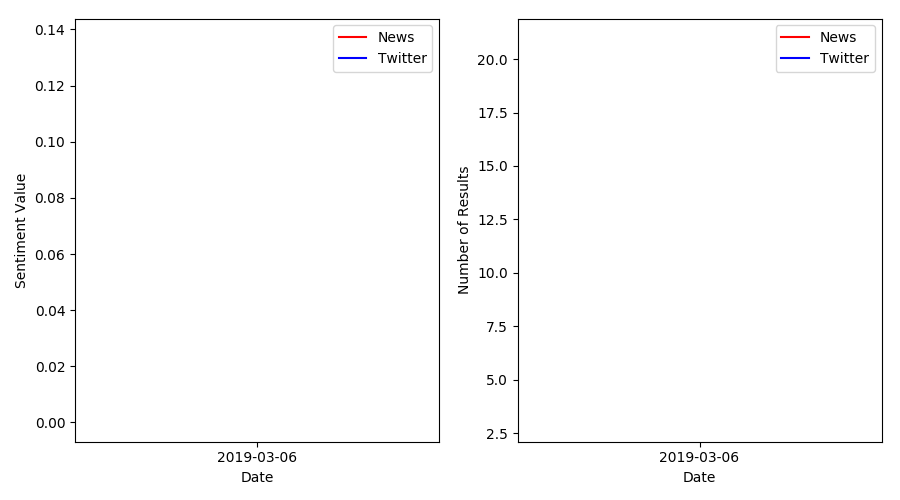 0.14
0.12
0.10
0.08
0.06
0.04
0.02
0.00
Sentiment Value
News
Twitter
2019-03-06
Date
20.0
17.5
15.0
12.5
10.0
7.5
5.0
2.5
Number of Results
News
Twitter
2019-03-06
Date